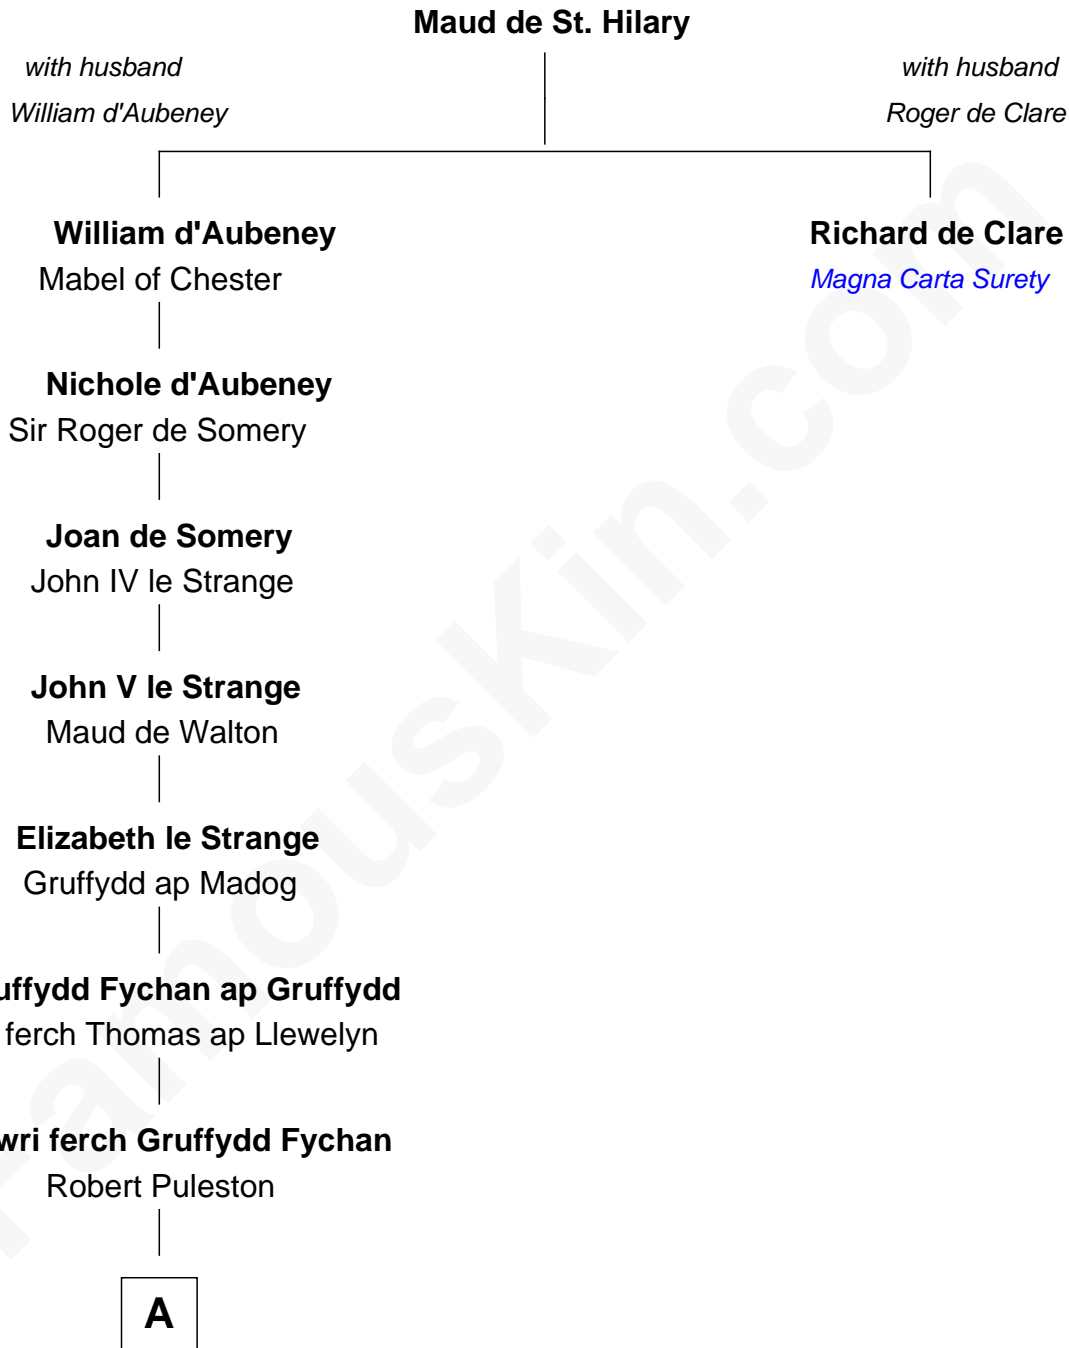 Maud de St. Hilary
with husband
William d'Aubeney
with husband
Roger de Clare
William d'Aubeney
Mabel of Chester
Richard de Clare
Magna Carta Surety
Nichole d'Aubeney
Sir Roger de Somery
Joan de Somery
John IV le Strange
John V le Strange
Maud de Walton
Elizabeth le Strange
Gruffydd ap Madog
uffydd Fychan ap Gruffydd
ferch Thomas ap Llewelyn
wri ferch Gruffydd Fychan
Robert Puleston
A
FamousKin.com